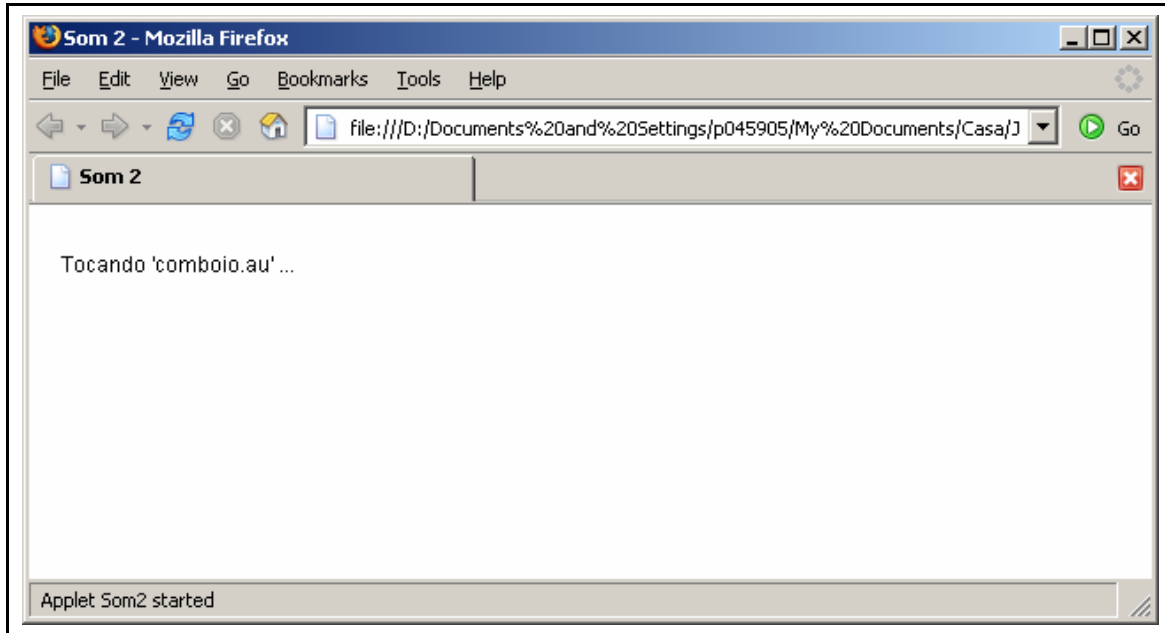 Som 2 - Mozilla Firefox
File Edit View Go Bookmarks Tools Help
file:///D:/Documents%20and%20Settings/p045905/My%20Documents/Casa/J Go
Som 2
Tocando 'comboio.au' ...
Applet Som2 started